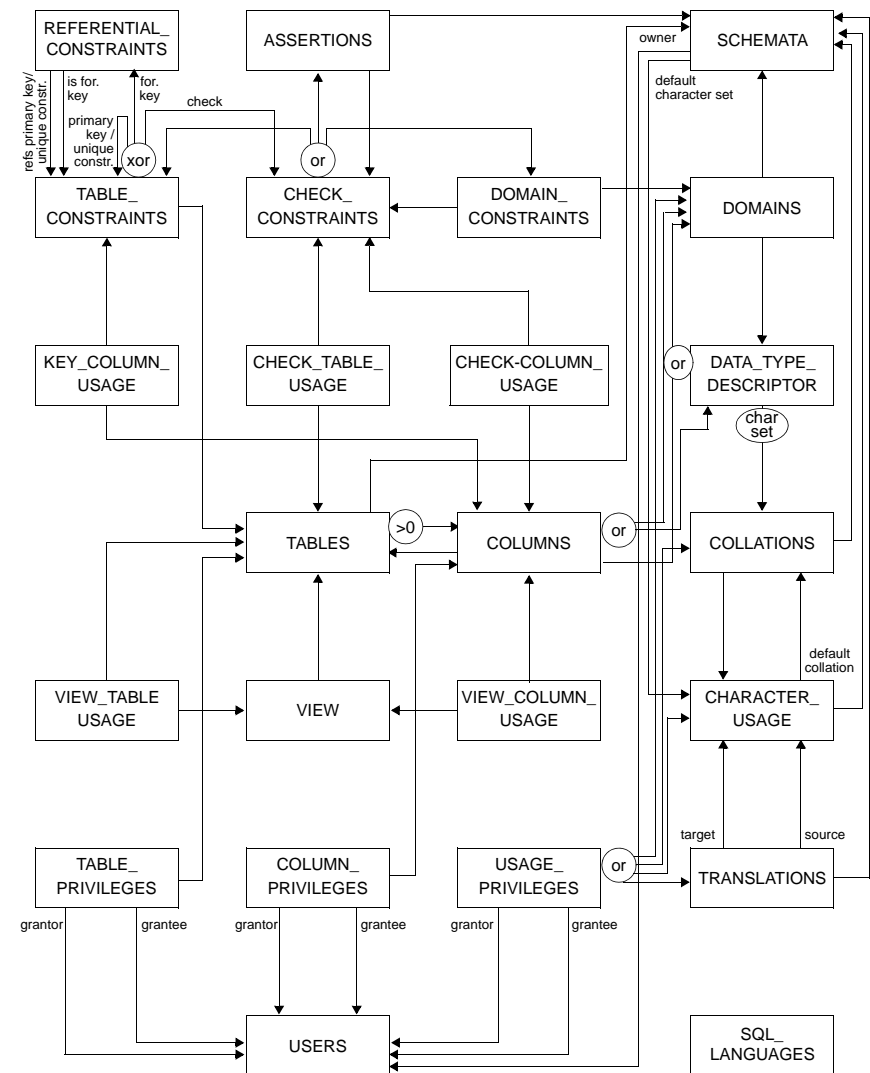 REFERENTIAL_
CONSTRAINTS
ASSERTIONS
owner
SCHEMATA
refs primary key/
unique constr.
is for.
key
for.
key
check
default
character set
primary
key /
unique
constr.
xor
or
TABLE_
CONSTRAINTS
CHECK_
CONSTRAINTS
DOMAIN_
CONSTRAINTS
DOMAINS
KEY_COLUMN_
USAGE
CHECK_TABLE_
USAGE
CHECK-COLUMN_
USAGE
or
DATA_TYPE_
DESCRIPTOR
char
set
TABLES
>0
COLUMNS
or
COLLATIONS
default
collation
VIEW_TABLE
USAGE
VIEW
VIEW_COLUMN_
USAGE
CHARACTER_
USAGE
target
source
TABLE_
PRIVILEGES
COLUMN_
PRIVILEGES
USAGE_
PRIVILEGES
or
TRANSLATIONS
grantor
grantee
grantor
grantee
grantor
grantee
USERS
SQL_
LANGUAGES